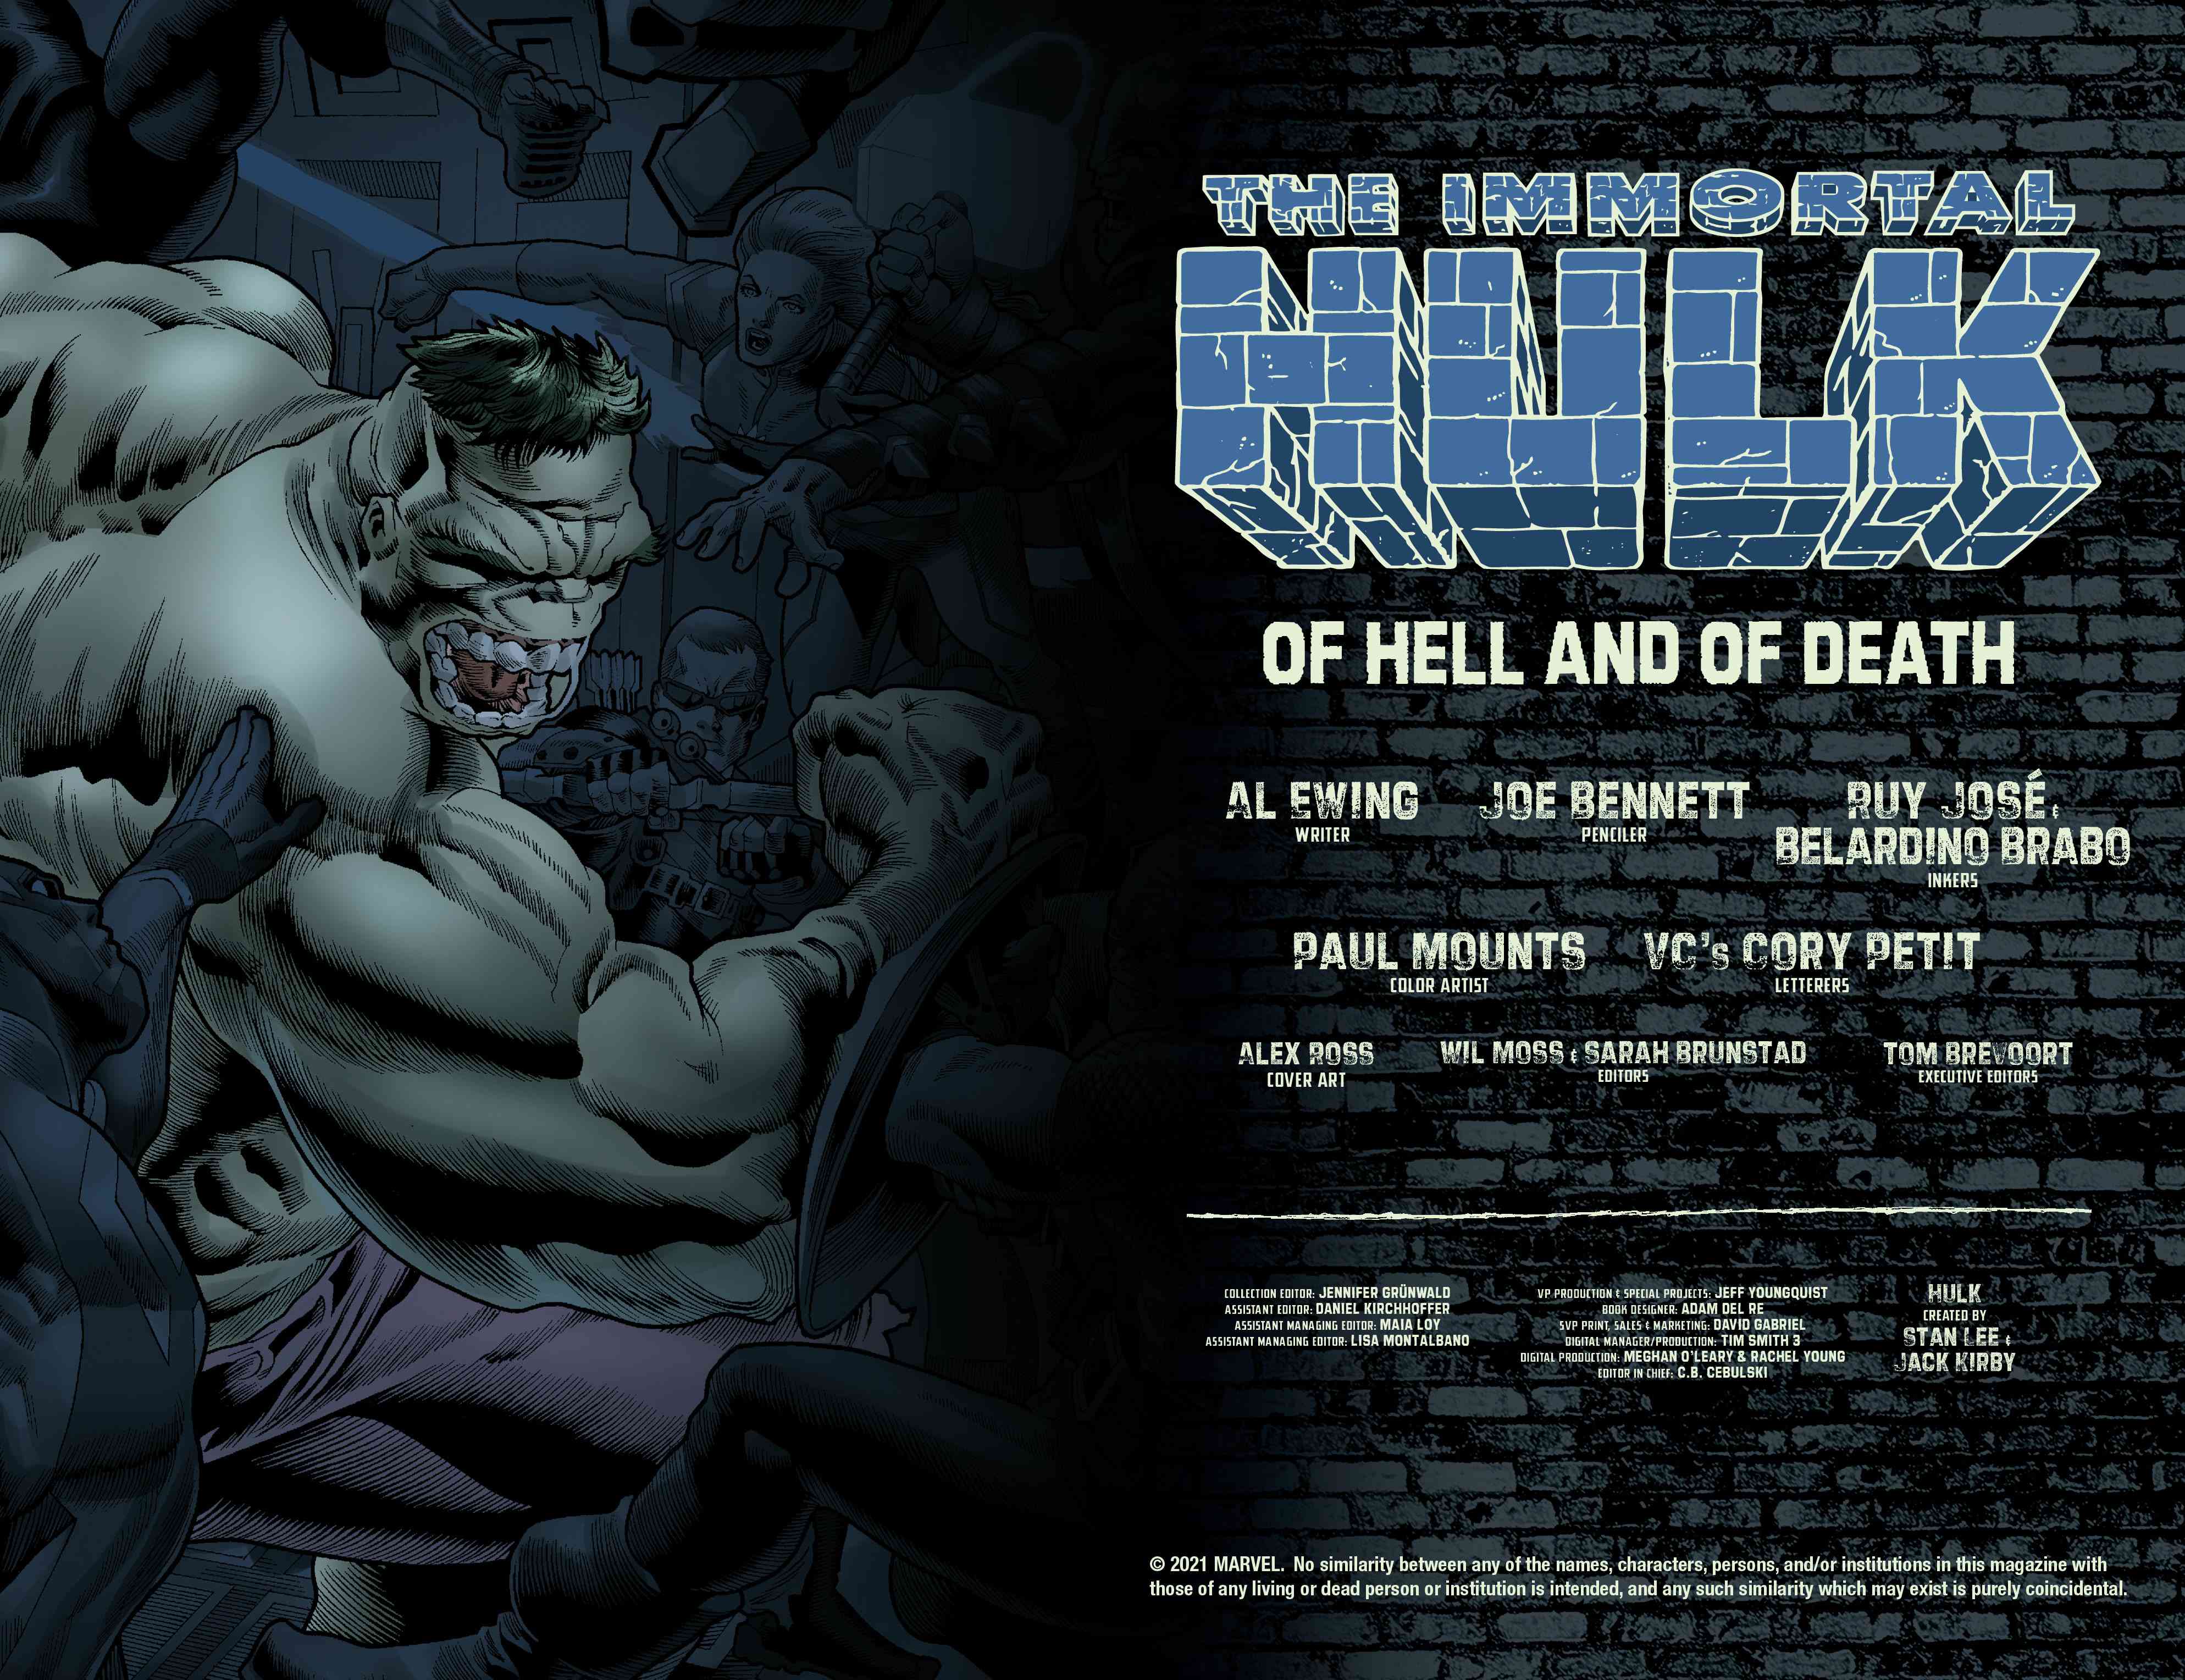 THE IMMORTAL
HULK
OF HELL AND OF DEATH
AL EWING
WRITER
JOE BENNETT
PENCILER
RUY JOSÉ &
BELARDINO BRABO
INKERS
PAUL MOUNTS
COLOR ARTIST
VC's CORY PETIT
LETTERERS
ALEX ROSS
COVER ART
WIL MOSS & SARAH BRUNSTAD
EDITORS
TOM BREVOORT
EXECUTIVE EDITORS
COLLECTION EDITOR: JENNIFER GRÜNWALD
ASSISTANT EDITOR: DANIEL KIRCHHOFFER
ASSISTANT MANAGING EDITOR: MAIA LOY
ASSISTANT MANAGING EDITOR: LISA MONTALBANO
VP PRODUCTION & SPECIAL PROJECTS: JEFF YOUNGQUIST
BOOK DESIGNER: ADAM DEL RE
SVP PRINT, SALES & MARKETING: DAVID GABRIEL
DIGITAL MANAGER/PRODUCTION: TIM SMITH 3
DIGITAL PRODUCTION: MEGHAN O'LEARY & RACHEL YOUNG
EDITOR IN CHIEF: C.B. CEBULSKI
HULK
CREATED BY
STAN LEE &
JACK KIRBY
© 2021 MARVEL. No similarity between any of the names, characters, persons, and/or institutions in this magazine with
those of any living or dead person or institution is intended, and any such similarity which may exist is purely coincidental.